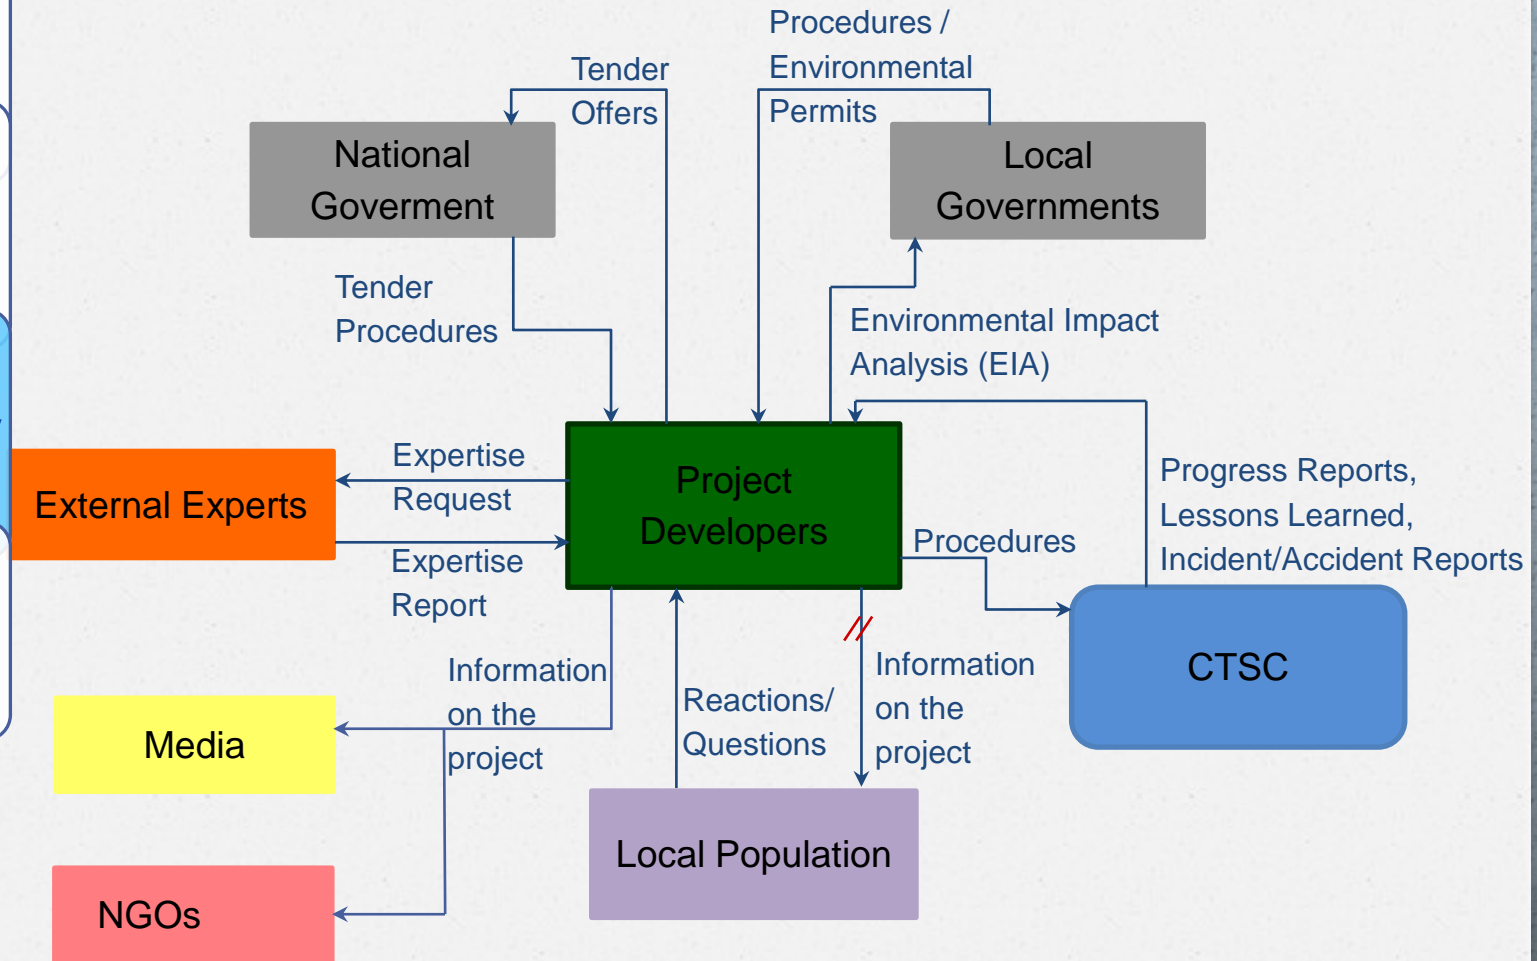 Procedures /
Environmental
Permits
Tender
Offers
National
Goverment
Local
Governments
Tender
Procedures
Environmental Impact
Analysis (EIA)
External Experts
Expertise
Request
Expertise
Report
Project
Developers
Procedures
Progress Reports,
Lessons Learned,
Incident/Accident Reports
CTSC
Information
on the
project
Reactions/
Questions
Information
on the
project
Media
Local Population
NGOs